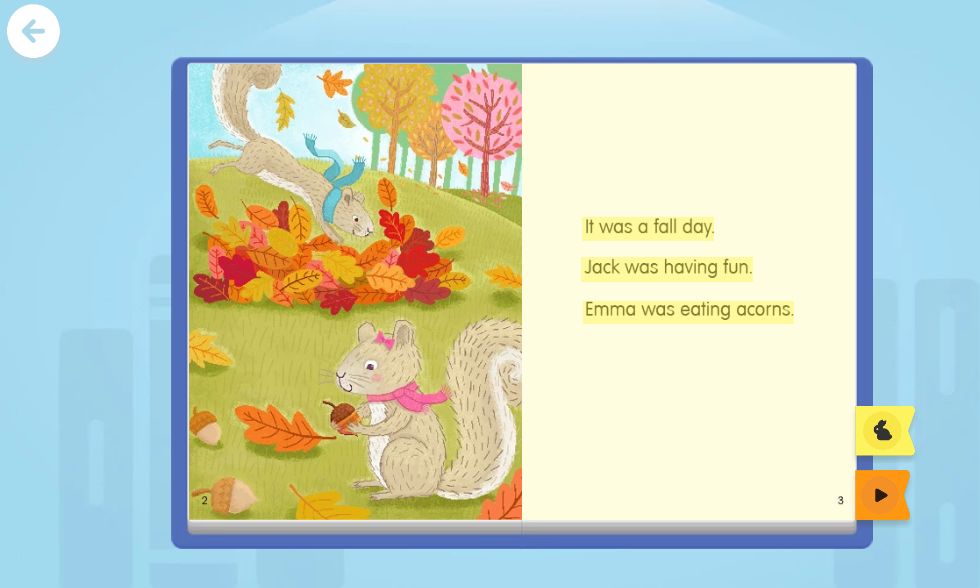 It was a fall day.
Jack was having fun.
Emma was eating acorns.
2
3